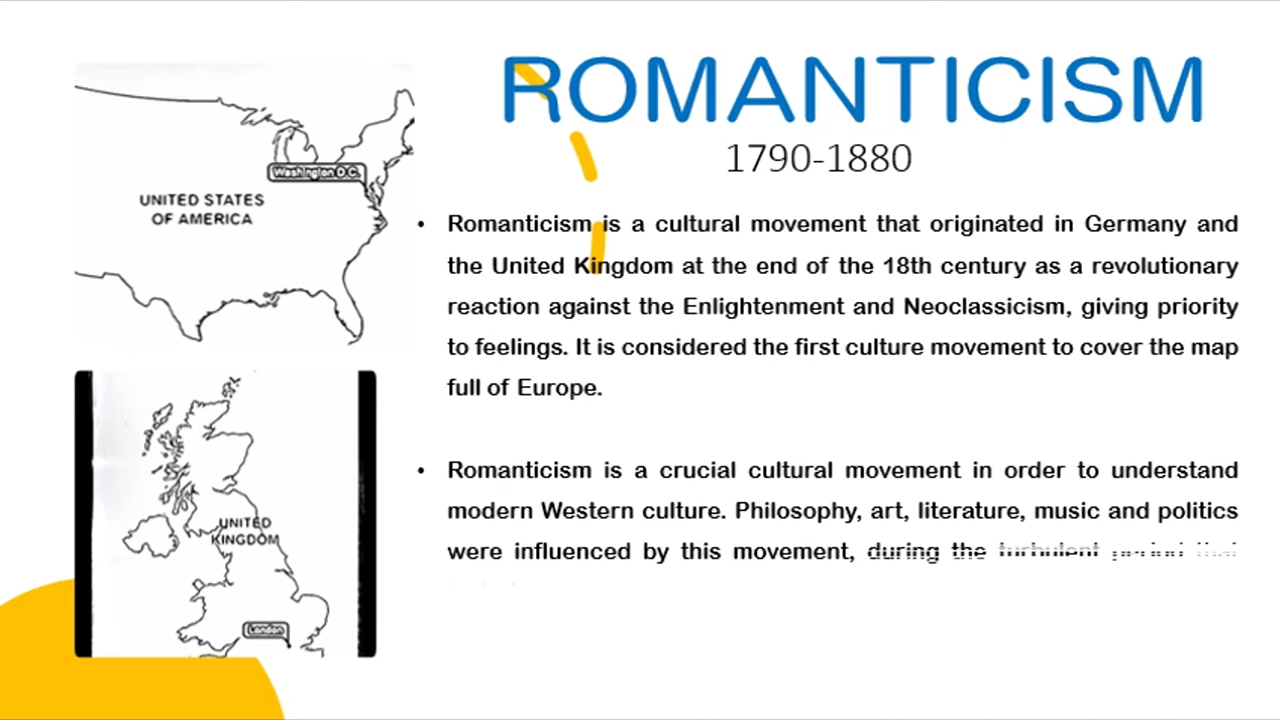 ROMANTICISM
1790-1880
• Romanticism is a cultural movement that originated in Germany and
the United Kingdom at the end of the 18th century as a revolutionary
reaction against the Enlightenment and Neoclassicism, giving priority
to feelings. It is considered the first culture movement to cover the map
full of Europe.
• Romanticism is a crucial cultural movement in order to understand
modern Western culture. Philosophy, art, literature, music and politics
were influenced by this movement, during the turbulent period that
Washington D.C.
UNITED STATES
OF AMERICA
UNITED
KINGDOM
London